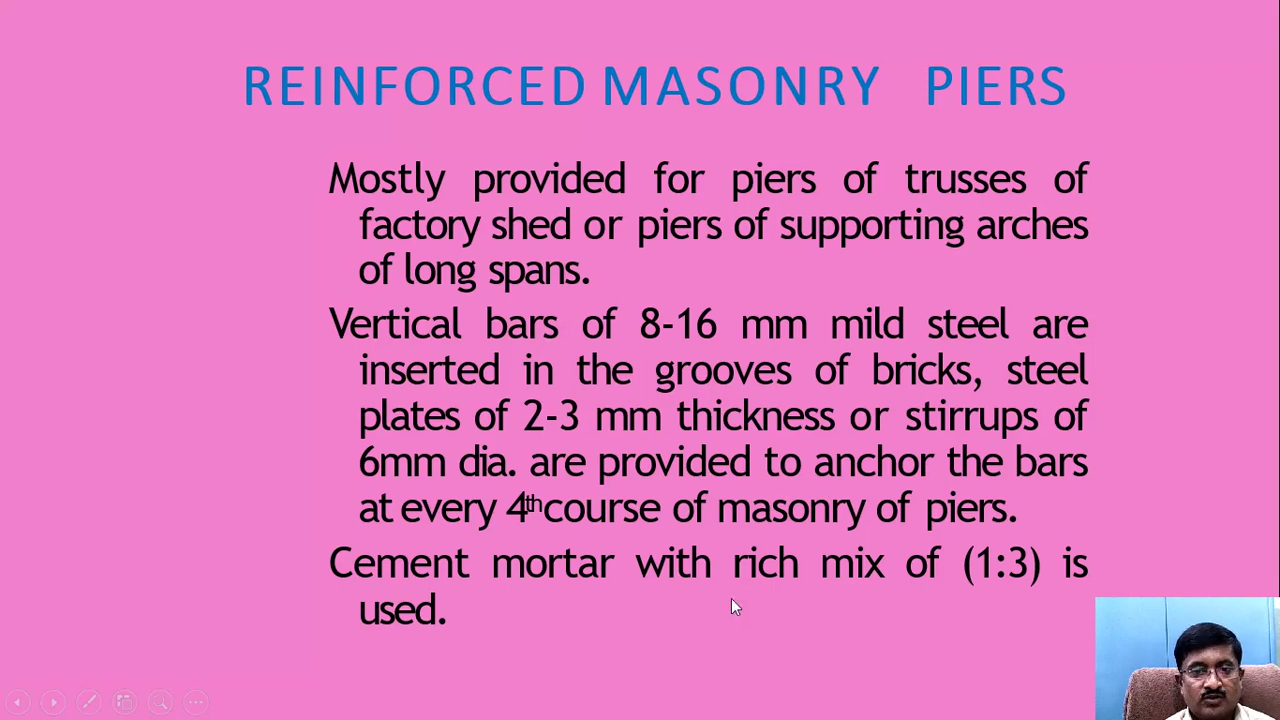 REINFORCED MASONRY PIERS
Mostly provided for piers of trusses of
factory shed or piers of supporting arches
of long spans.
Vertical bars of 8-16 mm mild steel are
inserted in the grooves of bricks, steel
plates of 2-3 mm thickness or stirrups of
6mm dia. are provided to anchor the bars
at every 4th course of masonry of piers.
Cement mortar with rich mix of (1:3) is
used.